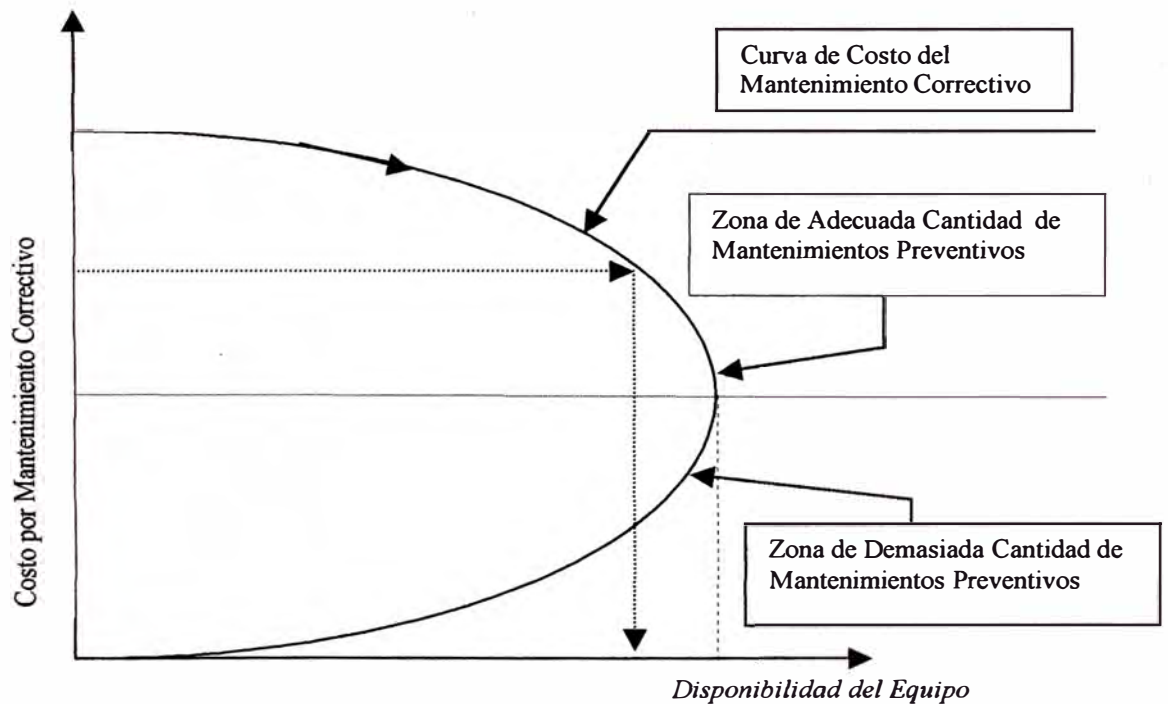 Curva de Costo del
Mantenimiento Correctivo
Zona de Adecuada Cantidad de
Mantenimientos Preventivos
Costo por Mantenimiento Correctivo
Zona de Demasiada Cantidad de
Mantenimientos Preventivos
Disponibilidad del Equipo